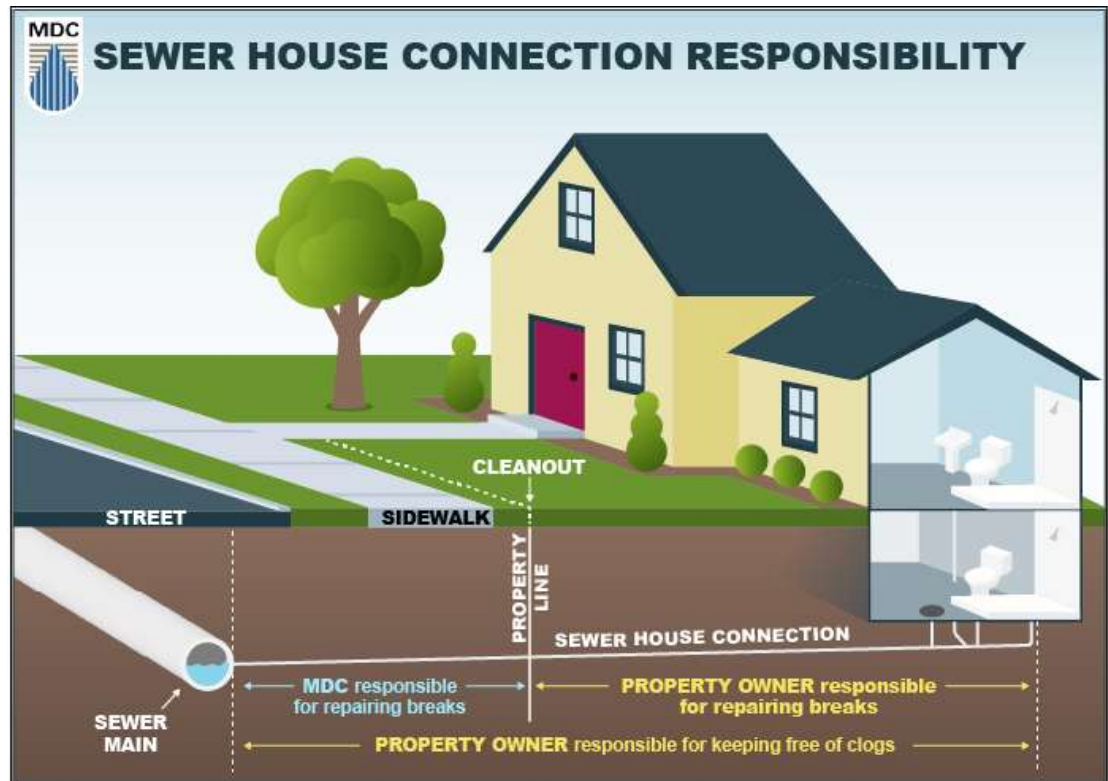 MDC
SEWER HOUSE CONNECTION RESPONSIBILITY
CLEANOUT
STREET
SIDEWALK
PROPERTY
LINE
SEWER HOUSE CONNECTION
SEWER
MAIN
MDC responsible
for repairing breaks
PROPERTY OWNER responsible
for repairing breaks
PROPERTY OWNER responsible for keeping free of clogs